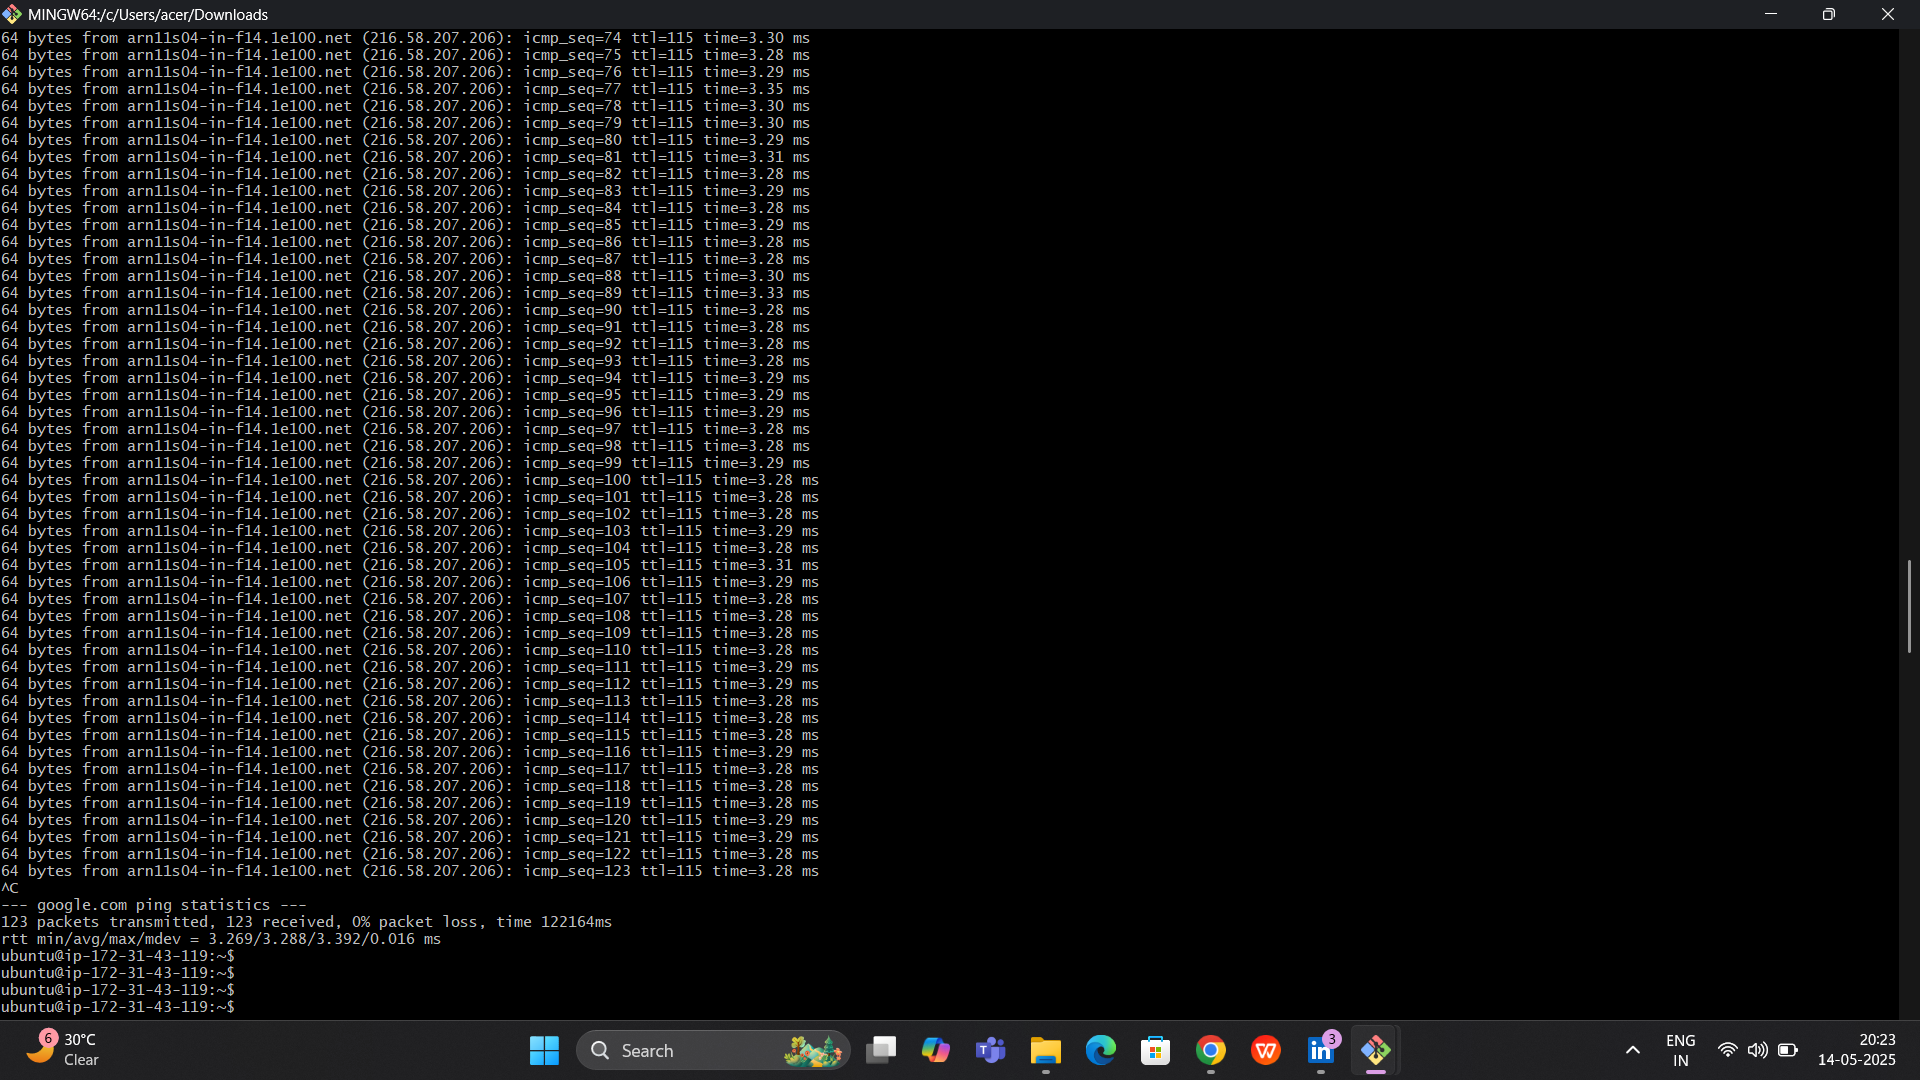 MINGW64:/c/Users/acer/Downloads
64 bytes from arn11s04-in-f14.1e100.net (216.58.207.206): icmp_seq=74 ttl=115 time=3.30 ms
64 bytes from arn11s04-in-f14.1e100.net (216.58.207.206): icmp_seq=75 ttl=115 time=3.28 ms
64 bytes from arn11s04-in-f14.1e100.net (216.58.207.206): icmp_seq=76 ttl=115 time=3.29 ms
64 bytes from arn11s04-in-f14.1e100.net (216.58.207.206): icmp_seq=77 ttl=115 time=3.35 ms
64 bytes from arn11s04-in-f14.1e100.net (216.58.207.206): icmp_seq=78 ttl=115 time=3.30 ms
64 bytes from arn11s04-in-f14.1e100.net (216.58.207.206): icmp_seq=79 ttl=115 time=3.30 ms
64 bytes from arn11s04-in-f14.1e100.net (216.58.207.206): icmp_seq=80 ttl=115 time=3.29 ms
64 bytes from arn11s04-in-f14.1e100.net (216.58.207.206): icmp_seq=81 ttl=115 time=3.31 ms
64 bytes from arn11s04-in-f14.1e100.net (216.58.207.206): icmp_seq=82 ttl=115 time=3.28 ms
64 bytes from arn11s04-in-f14.1e100.net (216.58.207.206): icmp_seq=83 ttl=115 time=3.29 ms
64 bytes from arn11s04-in-f14.1e100.net (216.58.207.206): icmp_seq=84 ttl=115 time=3.28 ms
64 bytes from arn11s04-in-f14.1e100.net (216.58.207.206): icmp_seq=85 ttl=115 time=3.29 ms
64 bytes from arn11s04-in-f14.1e100.net (216.58.207.206): icmp_seq=86 ttl=115 time=3.28 ms
64 bytes from arn11s04-in-f14.1e100.net (216.58.207.206): icmp_seq=87 ttl=115 time=3.28 ms
64 bytes from arn11s04-in-f14.1e100.net (216.58.207.206): icmp_seq=88 ttl=115 time=3.30 ms
64 bytes from arn11s04-in-f14.1e100.net (216.58.207.206): icmp_seq=89 ttl=115 time=3.33 ms
64 bytes from arn11s04-in-f14.1e100.net (216.58.207.206): icmp_seq=90 ttl=115 time=3.28 ms
64 bytes from arn11s04-in-f14.1e100.net (216.58.207.206): icmp_seq=91 ttl=115 time=3.28 ms
64 bytes from arn11s04-in-f14.1e100.net (216.58.207.206): icmp_seq=92 ttl=115 time=3.28 ms
64 bytes from arn11s04-in-f14.1e100.net (216.58.207.206): icmp_seq=93 ttl=115 time=3.28 ms
64 bytes from arn11s04-in-f14.1e100.net (216.58.207.206): icmp_seq=94 ttl=115 time=3.29 ms
64 bytes from arn11s04-in-f14.1e100.net (216.58.207.206): icmp_seq=95 ttl=115 time=3.29 ms
64 bytes from arn11s04-in-f14.1e100.net (216.58.207.206): icmp_seq=96 ttl=115 time=3.29 ms
64 bytes from arn11s04-in-f14.1e100.net (216.58.207.206): icmp_seq=97 ttl=115 time=3.28 ms
64 bytes from arn11s04-in-f14.1e100.net (216.58.207.206): icmp_seq=98 ttl=115 time=3.28 ms
64 bytes from arn11s04-in-f14.1e100.net (216.58.207.206): icmp_seq=99 ttl=115 time=3.29 ms
64 bytes from arn11s04-in-f14.1e100.net (216.58.207.206): icmp_seq=100 ttl=115 time=3.28 ms
64 bytes from arn11s04-in-f14.1e100.net (216.58.207.206): icmp_seq=101 ttl=115 time=3.28 ms
64 bytes from arn11s04-in-f14.1e100.net (216.58.207.206): icmp_seq=102 ttl=115 time=3.28 ms
64 bytes from arn11s04-in-f14.1e100.net (216.58.207.206): icmp_seq=103 ttl=115 time=3.29 ms
64 bytes from arn11s04-in-f14.1e100.net (216.58.207.206): icmp_seq=104 ttl=115 time=3.28 ms
64 bytes from arn11s04-in-f14.1e100.net (216.58.207.206): icmp_seq=105 ttl=115 time=3.31 ms
64 bytes from arn11s04-in-f14.1e100.net (216.58.207.206): icmp_seq=106 ttl=115 time=3.29 ms
64 bytes from arn11s04-in-f14.1e100.net (216.58.207.206): icmp_seq=107 ttl=115 time=3.28 ms
64 bytes from arn11s04-in-f14.1e100.net (216.58.207.206): icmp_seq=108 ttl=115 time=3.28 ms
64 bytes from arn11s04-in-f14.1e100.net (216.58.207.206): icmp_seq=109 ttl=115 time=3.28 ms
64 bytes from arn11s04-in-f14.1e100.net (216.58.207.206): icmp_seq=110 ttl=115 time=3.28 ms
64 bytes from arn11s04-in-f14.1e100.net (216.58.207.206): icmp_seq=111 ttl=115 time=3.29 ms
64 bytes from arn11s04-in-f14.1e100.net (216.58.207.206): icmp_seq=112 ttl=115 time=3.29 ms
64 bytes from arn11s04-in-f14.1e100.net (216.58.207.206): icmp_seq=113 ttl=115 time=3.28 ms
64 bytes from arn11s04-in-f14.1e100.net (216.58.207.206): icmp_seq=114 ttl=115 time=3.28 ms
64 bytes from arn11s04-in-f14.1e100.net (216.58.207.206): icmp_seq=115 ttl=115 time=3.28 ms
64 bytes from arn11s04-in-f14.1e100.net (216.58.207.206): icmp_seq=116 ttl=115 time=3.29 ms
64 bytes from arn11s04-in-f14.1e100.net (216.58.207.206): icmp_seq=117 ttl=115 time=3.28 ms
64 bytes from arn11s04-in-f14.1e100.net (216.58.207.206): icmp_seq=118 ttl=115 time=3.28 ms
64 bytes from arn11s04-in-f14.1e100.net (216.58.207.206): icmp_seq=119 ttl=115 time=3.28 ms
64 bytes from arn11s04-in-f14.1e100.net (216.58.207.206): icmp_seq=120 ttl=115 time=3.29 ms
64 bytes from arn11s04-in-f14.1e100.net (216.58.207.206): icmp_seq=121 ttl=115 time=3.29 ms
64 bytes from arn11s04-in-f14.1e100.net (216.58.207.206): icmp_seq=122 ttl=115 time=3.28 ms
64 bytes from arn11s04-in-f14.1e100.net (216.58.207.206): icmp_seq=123 ttl=115 time=3.28 ms
^C
--- google.com ping statistics ---
123 packets transmitted, 123 received, 0% packet loss, time 122164ms
rtt min/avg/max/mdev = 3.269/3.288/3.392/0.016 ms
ubuntu@ip-172-31-43-119:~$
ubuntu@ip-172-31-43-119:~$
ubuntu@ip-172-31-43-119:~$
ubuntu@ip-172-31-43-119:~$
6
30°C
Clear
Search
3
ENG
IN
20:23
14-05-2025